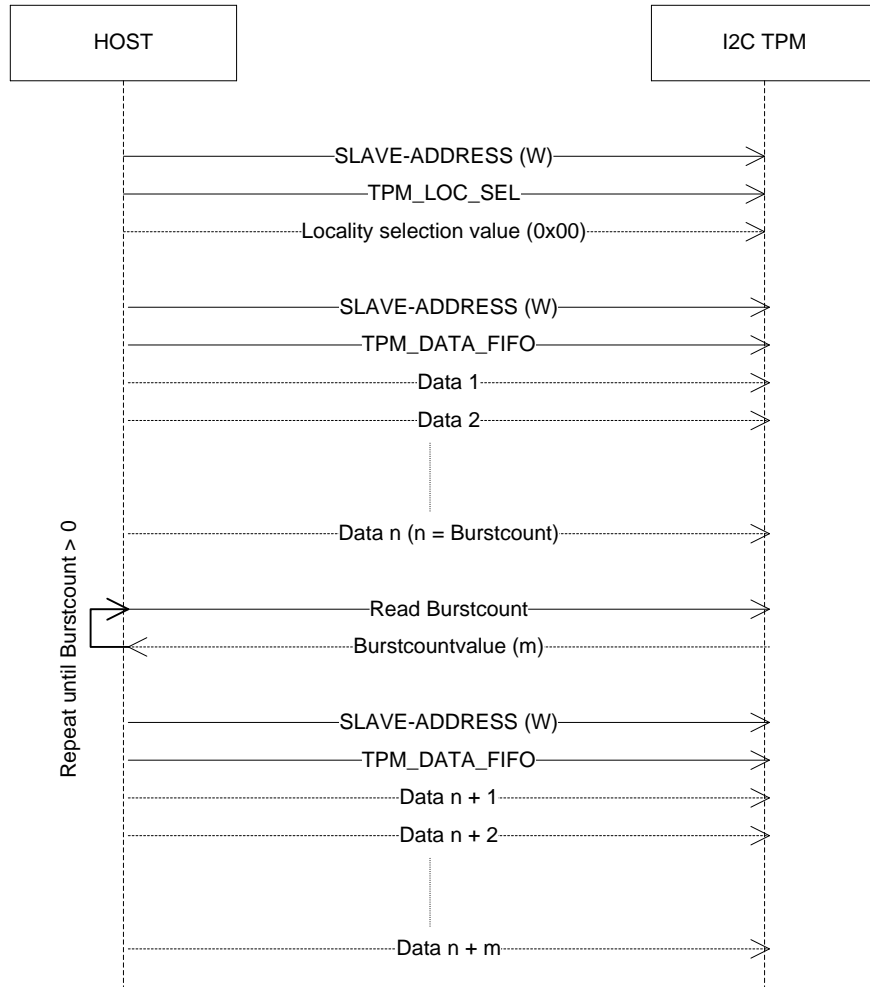 HOST
I2C TPM
SLAVE-ADDRESS (W)
TPM_LOC_SEL
Locality selection value (0x00)
SLAVE-ADDRESS (W)
TPM_DATA_FIFO
Data 1
Data 2
Data n (n = Burstcount)
Repeat until Burstcount > 0
Read Burstcount
Burstcountvalue (m)
SLAVE-ADDRESS (W)
TPM_DATA_FIFO
Data n + 1
Data n + 2
Data n + m